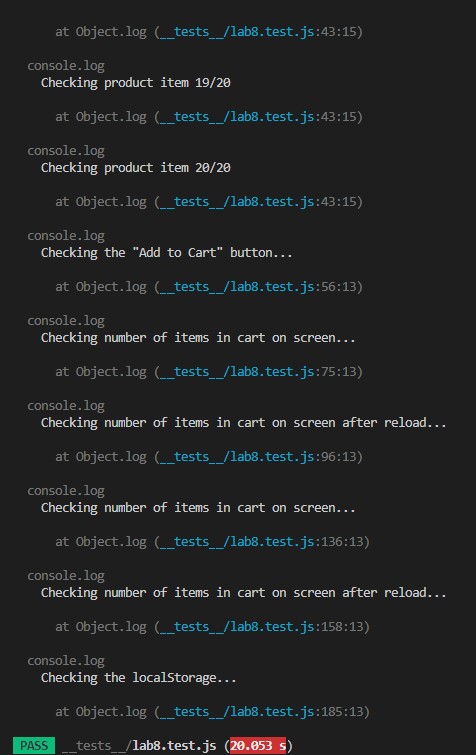 at Object.log (__tests__/lab8.test.js:43:15)
console.log
Checking product item 19/20
at Object.log (__tests__/lab8.test.js:43:15)
console.log
Checking product item 20/20
at Object.log (__tests__/lab8.test.js:43:15)
console.log
Checking the "Add to Cart" button...
at Object.log (__tests__/lab8.test.js:56:13)
console.log
Checking number of items in cart on screen...
at Object.log (__tests__/lab8.test.js:75:13)
console.log
Checking number of items in cart on screen after reload...
at Object.log (__tests__/lab8.test.js:96:13)
console.log
Checking number of items in cart on screen...
at Object.log (__tests__/lab8.test.js:136:13)
console.log
Checking number of items in cart on screen after reload...
at Object.log (__tests__/lab8.test.js:158:13)
console.log
Checking the localStorage...
at Object.log (__tests__/lab8.test.js:185:13)
PASS __tests__/lab8.test.js (20.053 s)